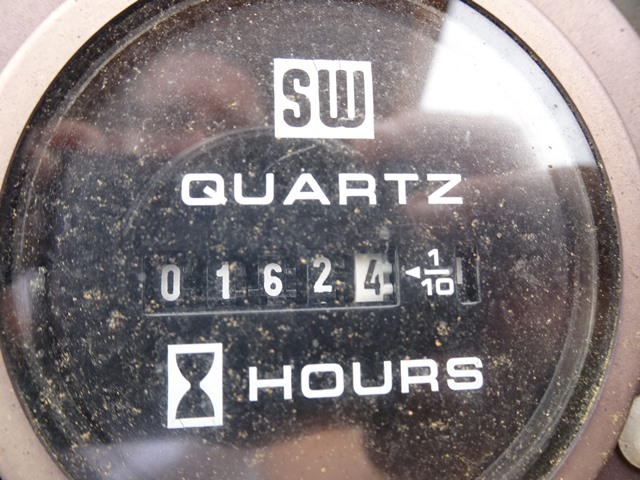 SW
QUARTZ
01624 ◄1/10
HOURS